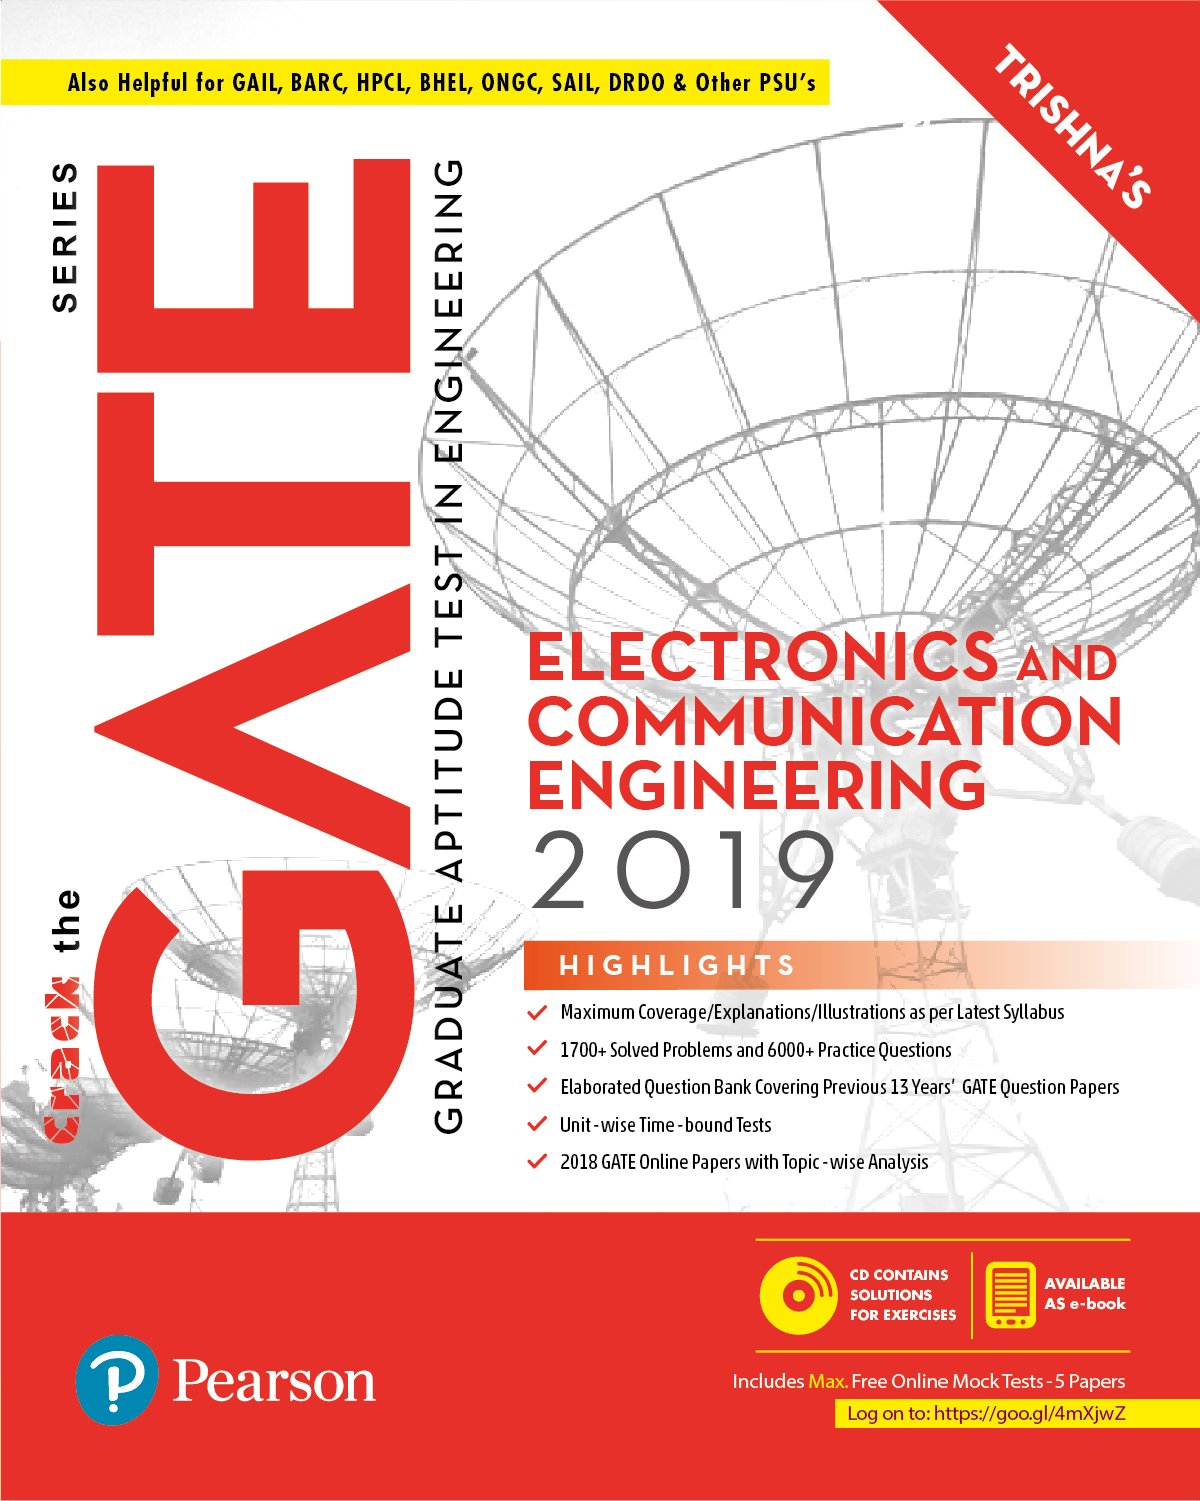 Also Helpful for GAIL, BARC, HPCL, BHEL, ONGC, SAIL, DRDO & Other PSU's
TRISHNA'S
crack the
GATE
SERIES
GRADUATE APTITUDE TEST IN ENGINEERING
ELECTRONICS AND
COMMUNICATION
ENGINEERING
2019
HIGHLIGHTS
Maximum Coverage/Explanations/Illustrations as per Latest Syllabus
1700+ Solved Problems and 6000+ Practice Questions
Elaborated Question Bank Covering Previous 13 Years' GATE Question Papers
Unit-wise Time-bound Tests
2018 GATE Online Papers with Topic-wise Analysis
CD CONTAINS
SOLUTIONS
FOR EXERCISES
AVAILABLE
AS e-book
P Pearson
Includes Max. Free Online Mock Tests - 5 Papers
Log on to: https://goo.gl/4mXjwZ